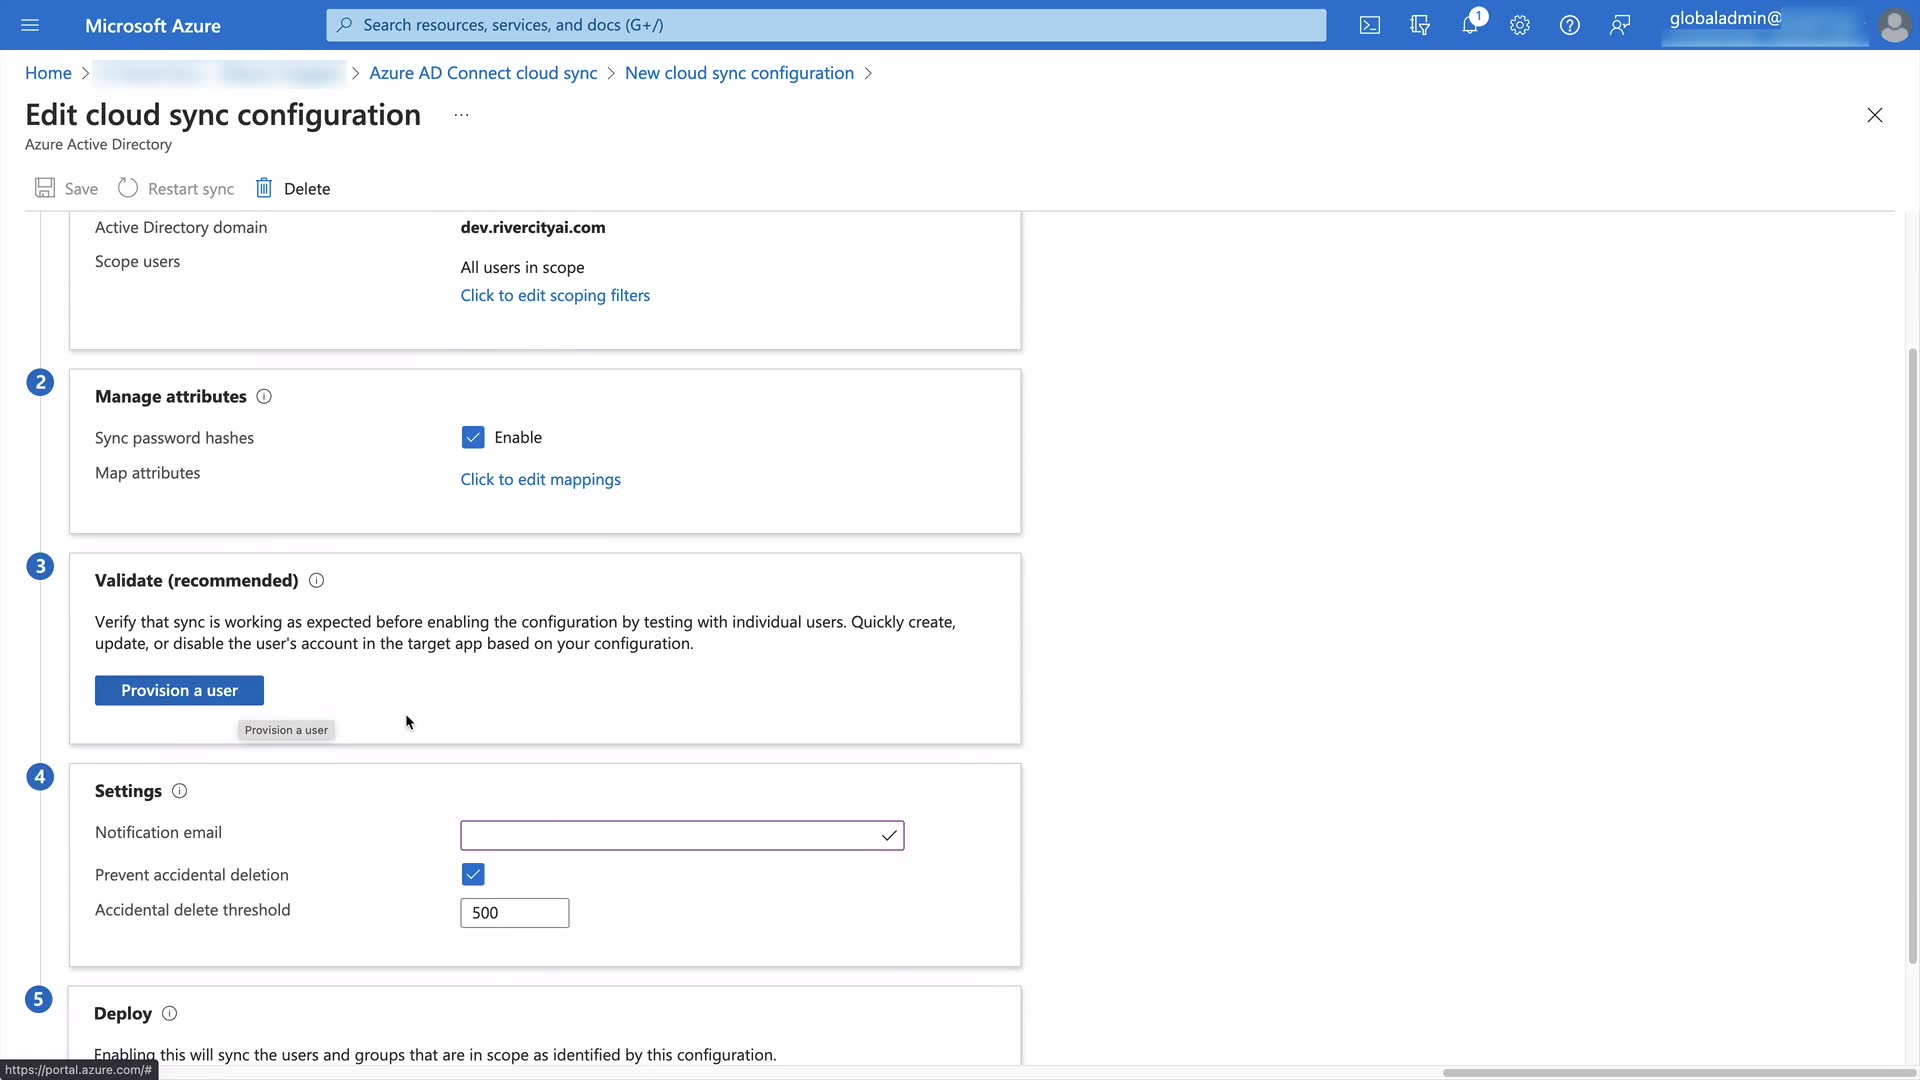 Microsoft Azure
Search resources, services, and docs (G+/)
1
globaladmin@
Home > > Azure AD Connect cloud sync > New cloud sync configuration >
Edit cloud sync configuration ...
Azure Active Directory
Save Restart sync Delete
Active Directory domain dev.rivercityai.com
Scope users All users in scope
Click to edit scoping filters
2
Manage attributes
Sync password hashes Enable
Map attributes Click to edit mappings
3
Validate (recommended)
Verify that sync is working as expected before enabling the configuration by testing with individual users. Quickly create,
update, or disable the user's account in the target app based on your configuration.
Provision a user
Provision a user
4
Settings
Notification email
Prevent accidental deletion
Accidental delete threshold 500
5
Deploy
Enabling this will sync the users and groups that are in scope as identified by this configuration.
https://portal.azure.com/#